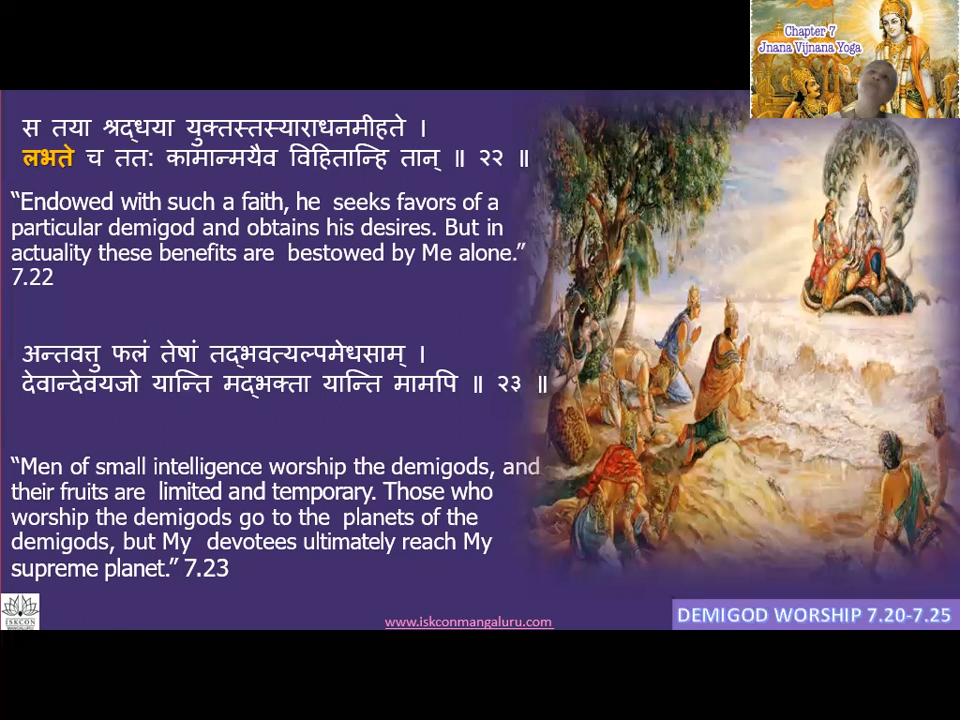 Chapter 7
Jnana Vijnana Yoga
स तया श्रद्धया युक्तस्तस्याराधनमीहते ।
लभते च तत: कामान्मयैव विहितान्हि तान् ॥ २२ ॥
“Endowed with such a faith, he seeks favors of a
particular demigod and obtains his desires. But in
actuality these benefits are bestowed by Me alone.”
7.22
अन्तवत्तु फलं तेषां तद्भवत्यल्पमेधसाम् ।
देवान्देवयजो यान्ति मद्भक्ता यान्ति मामपि ॥ २३ ॥
“Men of small intelligence worship the demigods, and
their fruits are limited and temporary. Those who
worship the demigods go to the planets of the
demigods, but My devotees ultimately reach My
supreme planet.” 7.23
ISKCON
MANGALURU
www.iskconmangaluru.com
DEMIGOD WORSHIP 7.20-7.25